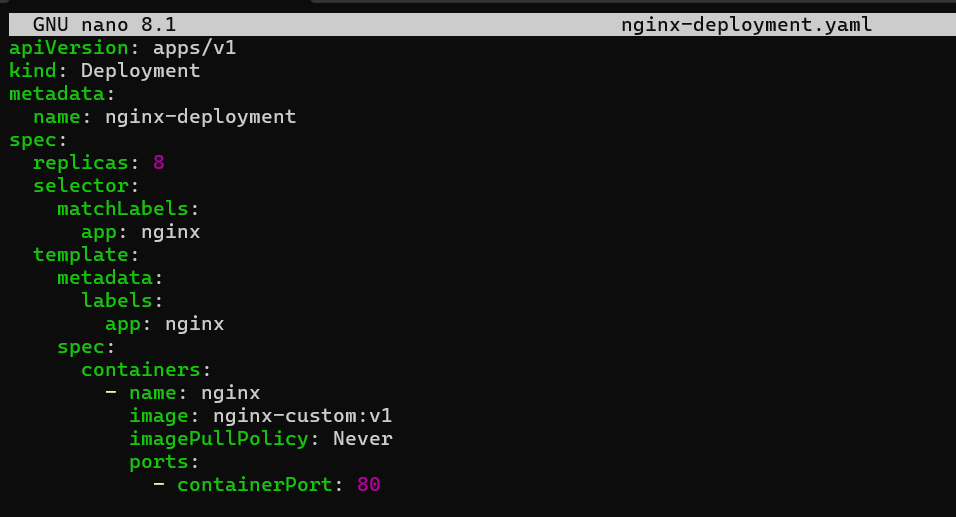 GNU nano 8.1 nginx-deployment.yaml
apiVersion: apps/v1
kind: Deployment
metadata:
  name: nginx-deployment
spec:
  replicas: 8
  selector:
    matchLabels:
      app: nginx
  template:
    metadata:
      labels:
        app: nginx
    spec:
      containers:
        - name: nginx
          image: nginx-custom:v1
          imagePullPolicy: Never
          ports:
            - containerPort: 80